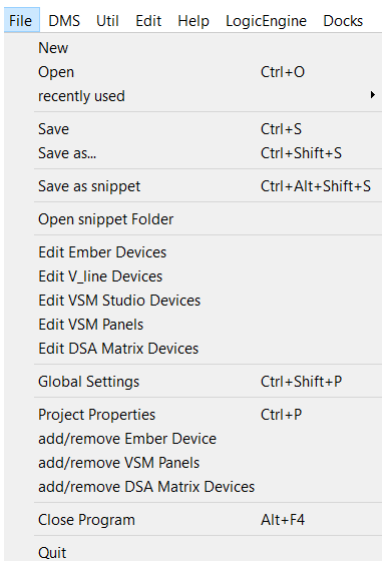 File DMS Util Edit Help LogicEngine Docks
New
Open Ctrl+O
recently used
Save Ctrl+S
Save as... Ctrl+Shift+S
Save as snippet Ctrl+Alt+Shift+S
Open snippet Folder
Edit Ember Devices
Edit V_line Devices
Edit VSM Studio Devices
Edit VSM Panels
Edit DSA Matrix Devices
Global Settings Ctrl+Shift+P
Project Properties Ctrl+P
add/remove Ember Device
add/remove VSM Panels
add/remove DSA Matrix Devices
Close Program Alt+F4
Quit